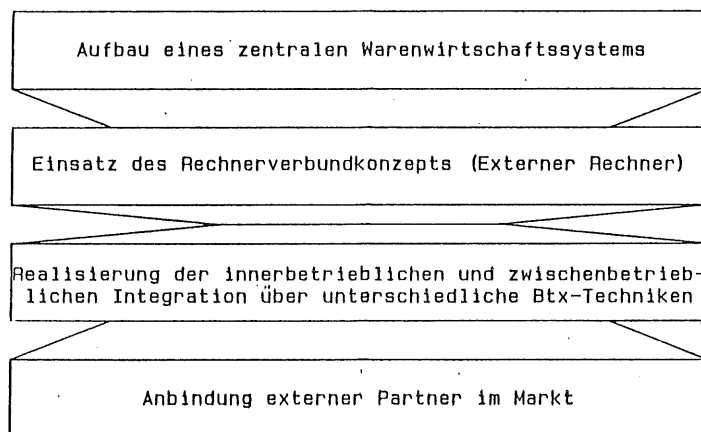 Aufbau eines zentralen Warenwirtschaftssystems
Einsatz des Rechnerverbundkonzepts (Externer Rechner)
Realisierung der innerbetrieblichen und zwischenbetrieb-
lichen Integration über unterschiedliche Btx-Techniken
Anbindung externer Partner im Markt